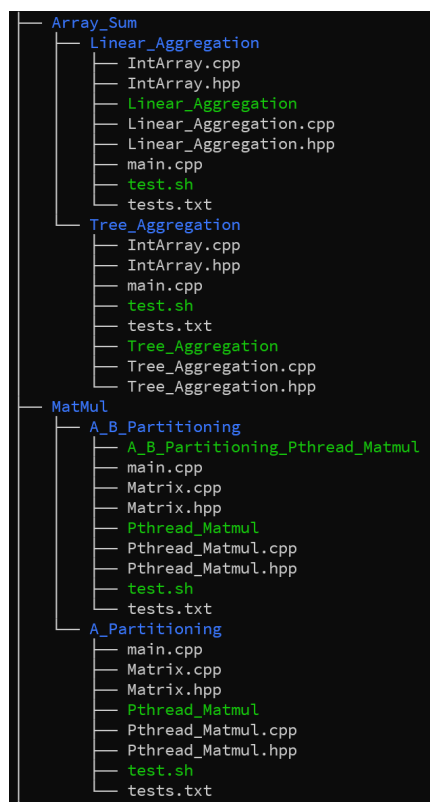 Array_Sum
Linear_Aggregation
IntArray.cpp
IntArray.hpp
Linear_Aggregation
Linear_Aggregation.cpp
Linear_Aggregation.hpp
main.cpp
test.sh
tests.txt
Tree_Aggregation
IntArray.cpp
IntArray.hpp
main.cpp
test.sh
tests.txt
Tree_Aggregation
Tree_Aggregation.cpp
Tree_Aggregation.hpp
MatMul
A_B_Partitioning
A_B_Partitioning_Pthread_Matmul
main.cpp
Matrix.cpp
Matrix.hpp
Pthread_Matmul
Pthread_Matmul.cpp
Pthread_Matmul.hpp
test.sh
tests.txt
A_Partitioning
main.cpp
Matrix.cpp
Matrix.hpp
Pthread_Matmul
Pthread_Matmul.cpp
Pthread_Matmul.hpp
test.sh
tests.txt